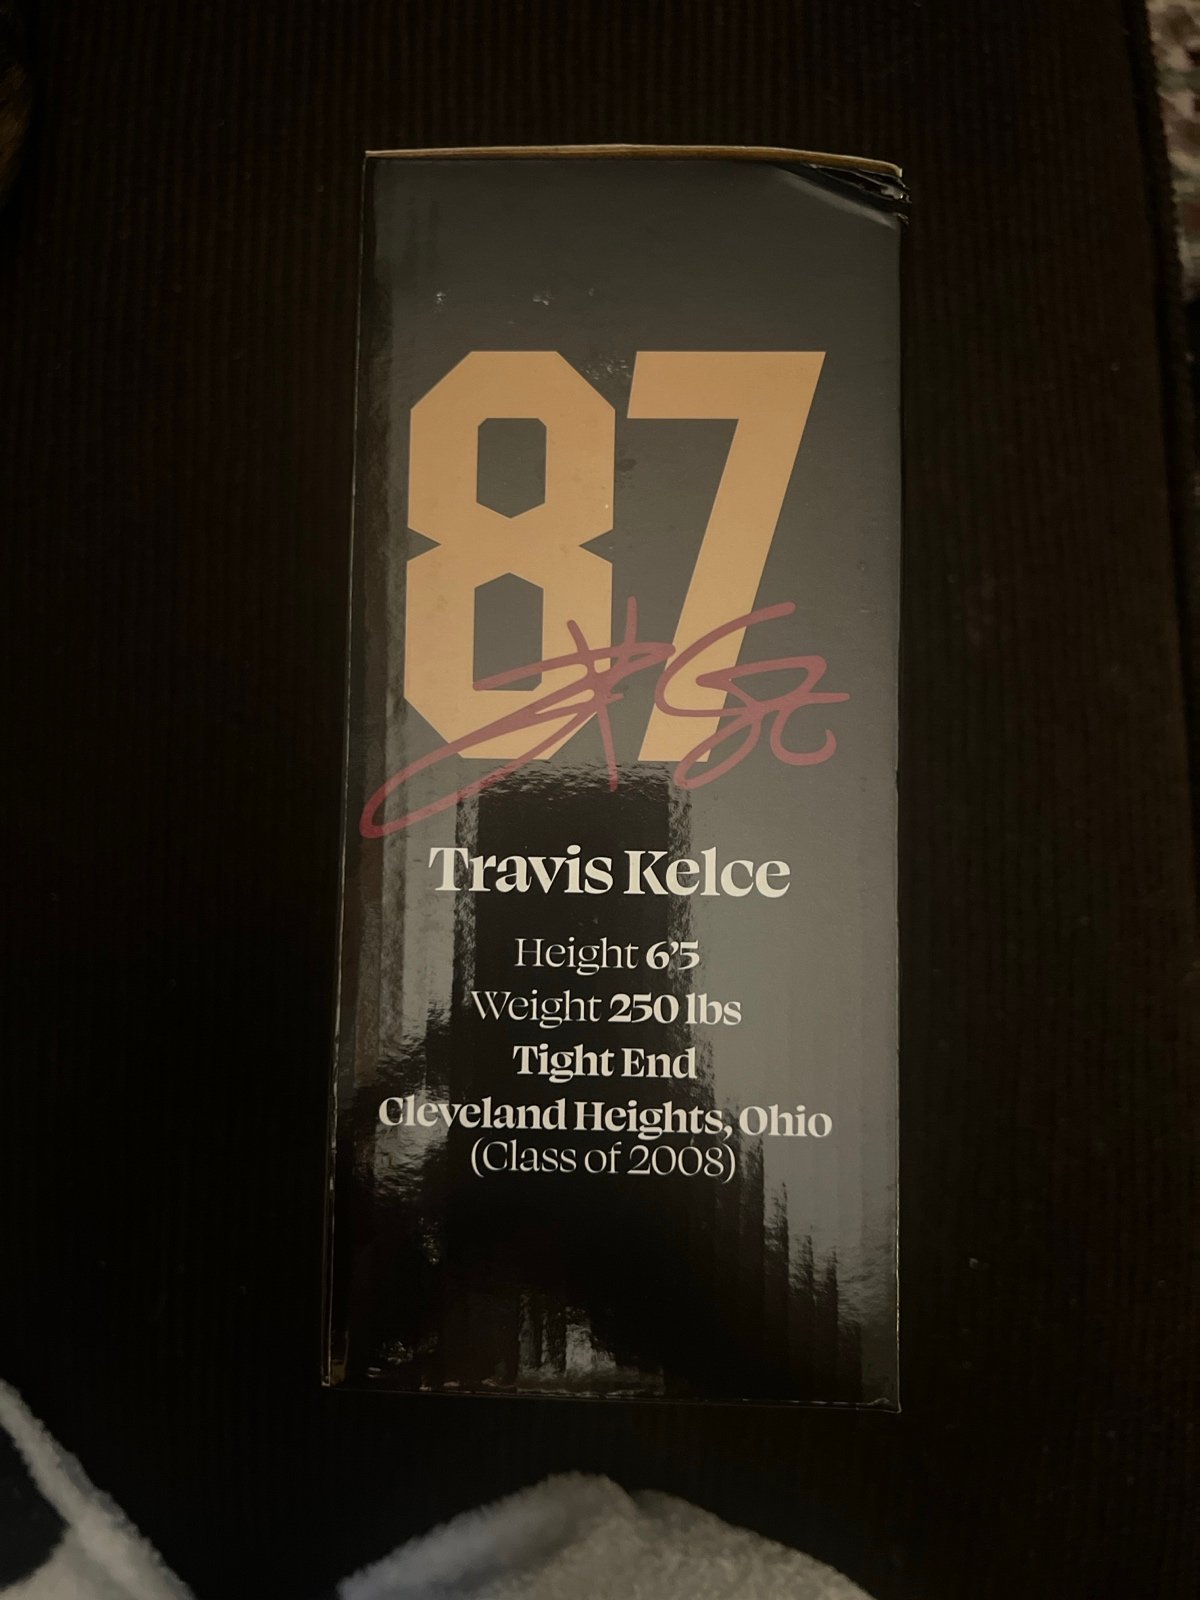 87
Travis Kelce
Height 6'5
Weight 250 lbs
Tight End
Cleveland Heights, Ohio
(Class of 2008)